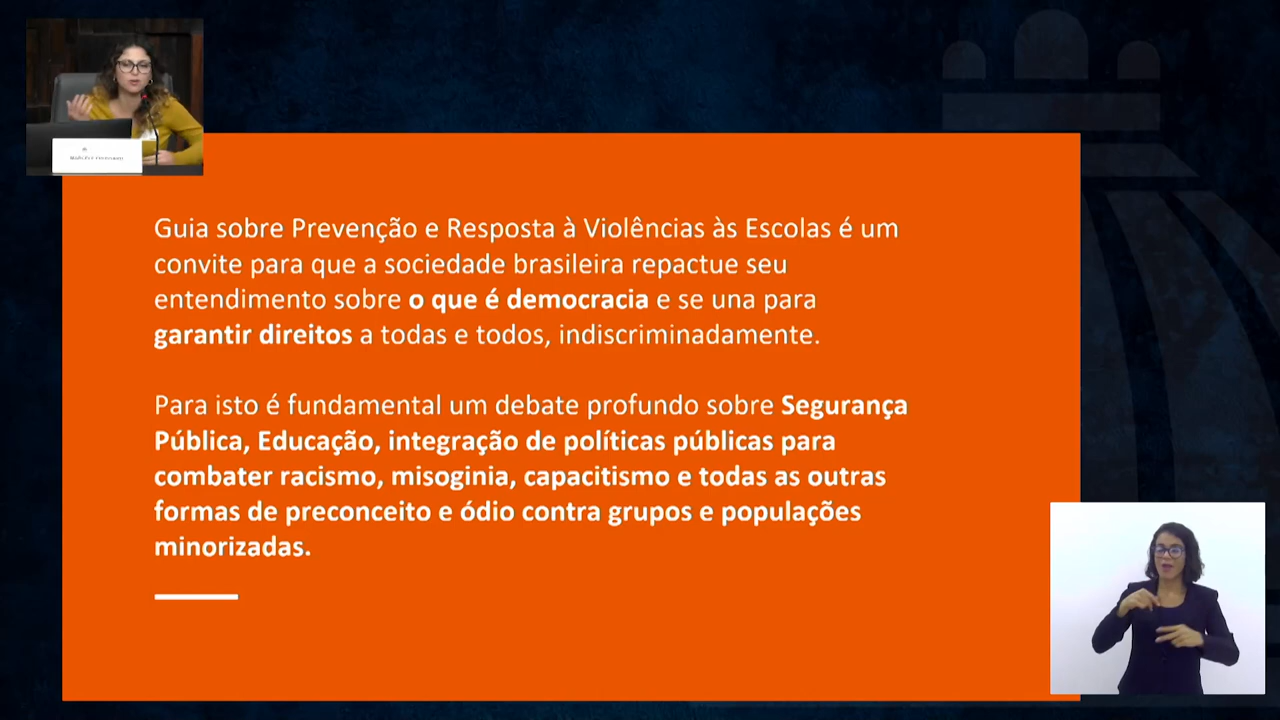 Guia sobre Prevenção e Resposta à Violências às Escolas é um
convite para que a sociedade brasileira repactue seu
entendimento sobre o que é democracia e se una para
garantir direitos a todas e todos, indiscriminadamente.
Para isto é fundamental um debate profundo sobre Segurança
Pública, Educação, integração de políticas públicas para
combater racismo, misoginia, capacitismo e todas as outras
formas de preconceito e ódio contra grupos e populações
minorizadas.